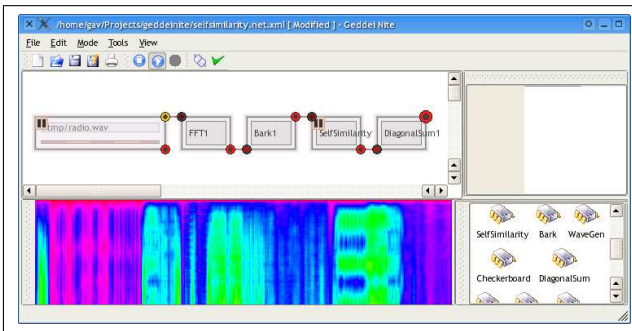 /home/gav/Projects/geddeinite/selfsimilarity.net.xml [ Modified ] - Geddei Nite
File Edit Mode Tools View
tmp/radio.wav
FFT1
Bark1
SelfSimilarity
DiagonalSum1
SelfSimilarity Bark WaveGen
Checkerboard DiagonalSum